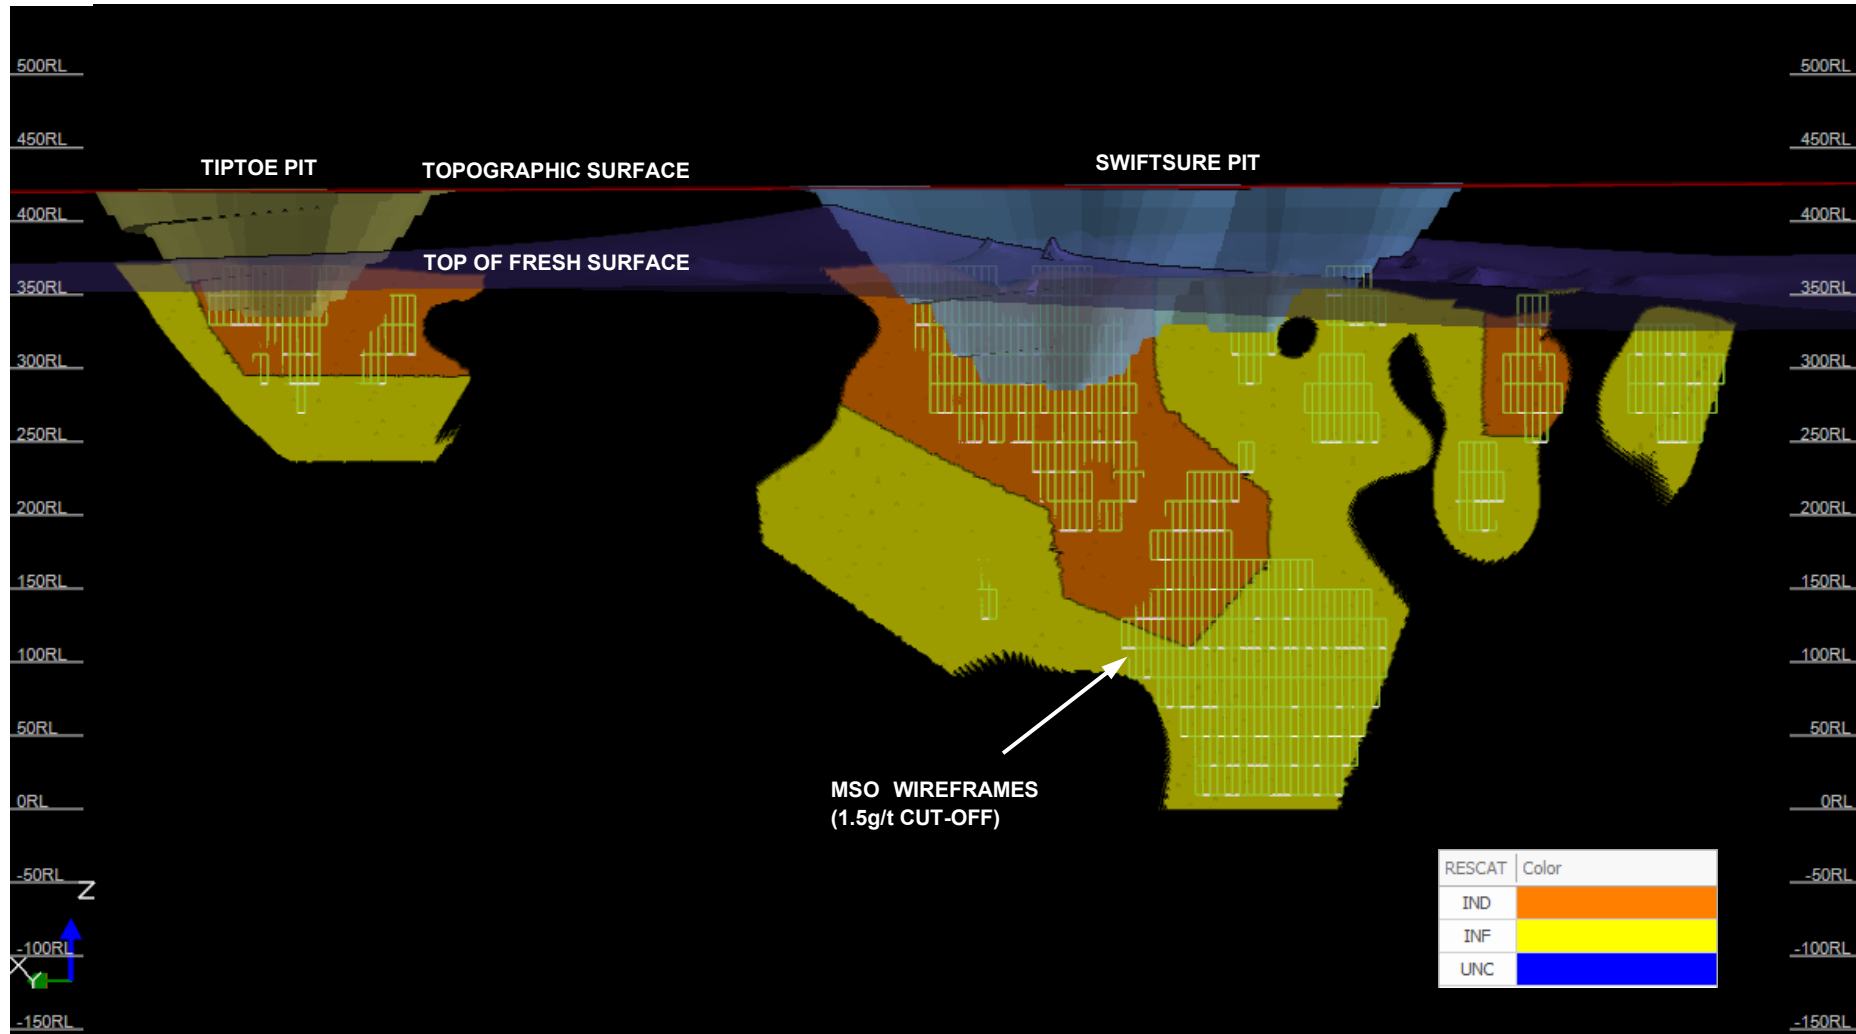 500RL
500RL
450RL
450RL
TIPTOE PIT
TOPOGRAPHIC SURFACE
SWIFTSURE PIT
400RL
400RL
TOP OF FRESH SURFACE
350RL
350RL
300RL
300RL
250RL
250RL
200RL
200RL
150RL
150RL
100RL
100RL
50RL
50RL
MSO WIREFRAMES
(1.5g/t CUT-OFF)
0RL
0RL
RESCAT Color
-50RL
-50RL
Z
IND
INF
-100RL
-100RL
X
Y
UNC
-150RL
-150RL